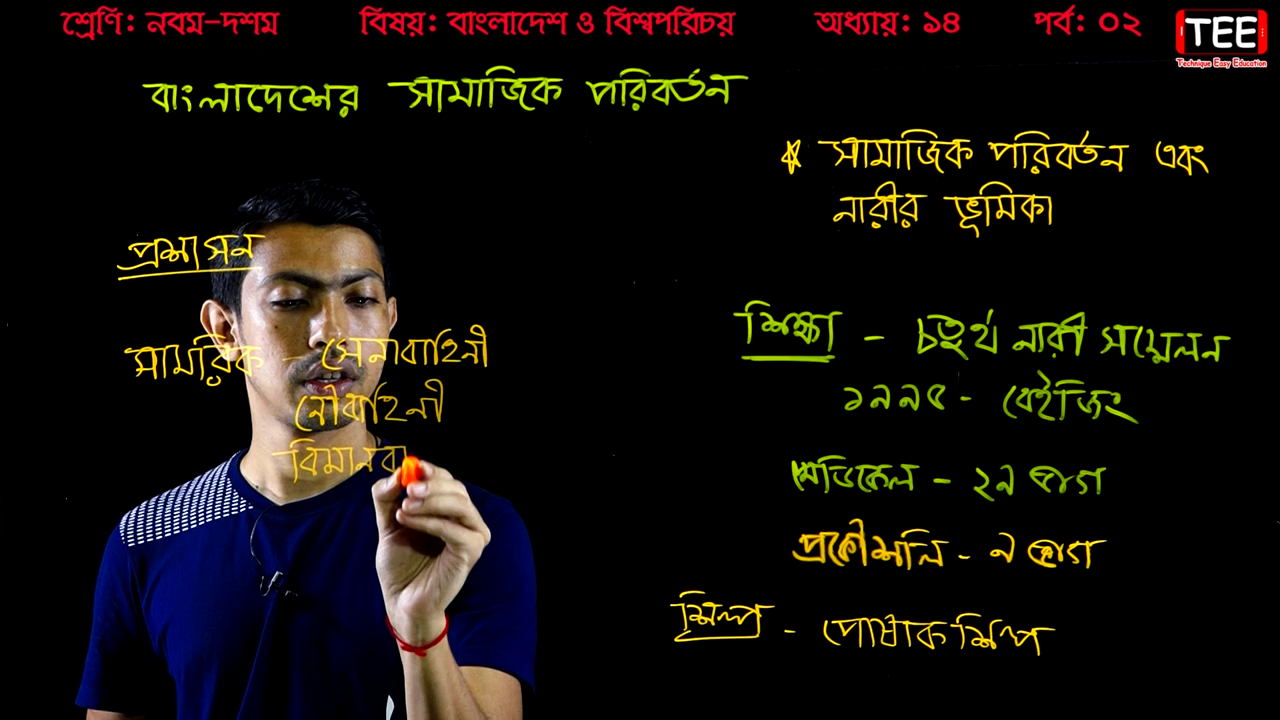 শ্রেণি: নবম-দশম বিষয়: বাংলাদেশ ও বিশ্বপরিচয় অধ্যায়: ১৪ পর্ব: ০২
TEE
Technique Easy Education
বাংলাদেশের সামাজিক পরিবর্তন
* সামাজিক পরিবর্তন এবং
নারীর ভূমিকা
প্রশাসন
সামরিক - সেনাবাহিনী
নৌবাহিনী
বিমানবা
শিক্ষা - চতুর্থ নারী সম্মেলন
১৯৯৫ - বেইজিং
মেডিকেল - ২৯ ভাগ
প্রকৌশলি - ৯ ভাগ
শিল্প - পোষাক শিল্প